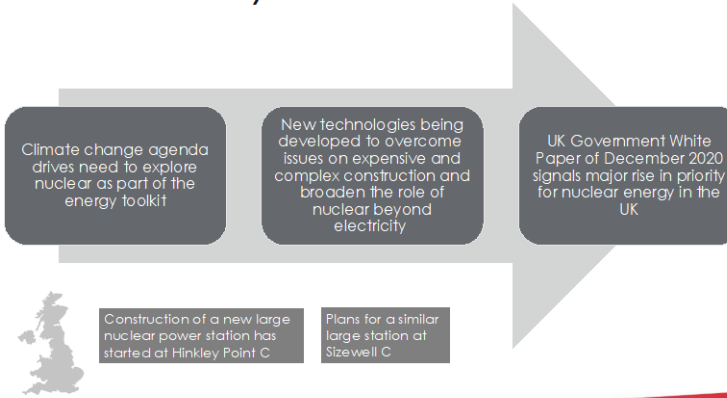 Climate change agenda
drives need to explore
nuclear as part of the
energy toolkit
New technologies being
developed to overcome
issues on expensive and
complex construction and
broaden the role of
nuclear beyond
electricity
UK Government White
Paper of December 2020
signals major rise in priority
for nuclear energy in the
UK
Construction of a new large
nuclear power station has
started at Hinkley Point C
Plans for a similar
large station at
Sizewell C